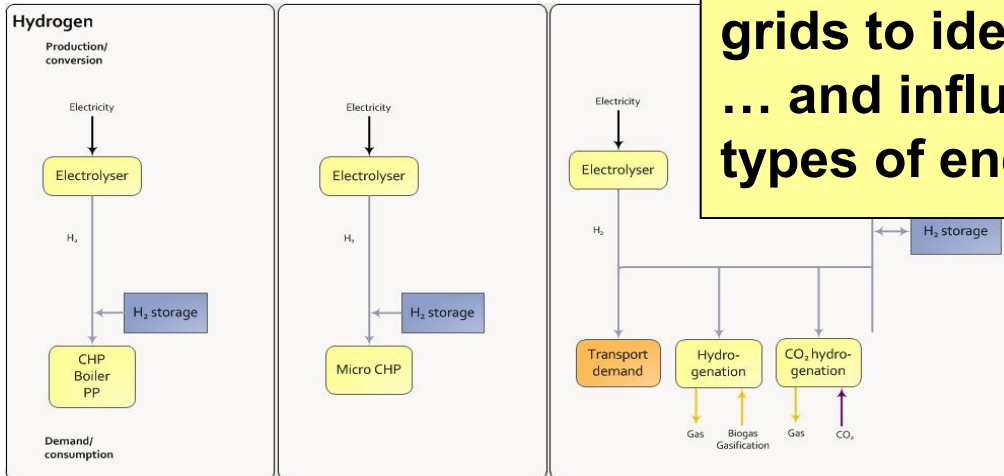 Hydrogen
Production/
conversion
Electricity
Electrolyser
H₂
H₂ storage
CHP
Boiler
PP
Demand/
consumption
Electricity
Electrolyser
H₂
H₂ storage
Micro CHP
grids to ide
… and influ
types of en
Electricity
Electrolyser
H₂
H₂ storage
Transport
demand
Hydro-
genation
CO₂ hydro-
genation
Gas
Biogas
Gasification
Gas
CO₂